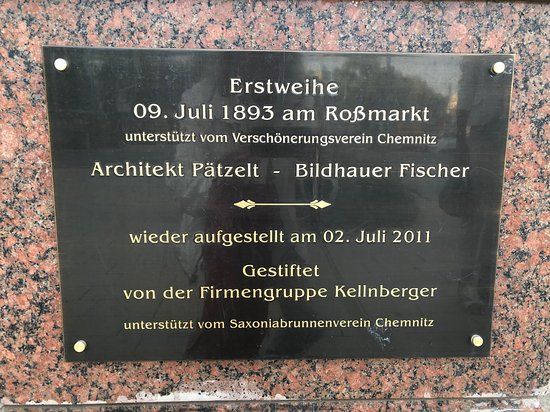 Erstweihe
09. Juli 1893 am Roßmarkt
unterstützt vom Verschönerungsverein Chemnitz
Architekt Pätzelt - Bildhauer Fischer
wieder aufgestellt am 02. Juli 2011
Gestiftet
von der Firmengruppe Kellnberger
unterstützt vom Saxoniabrunnenverein Chemnitz